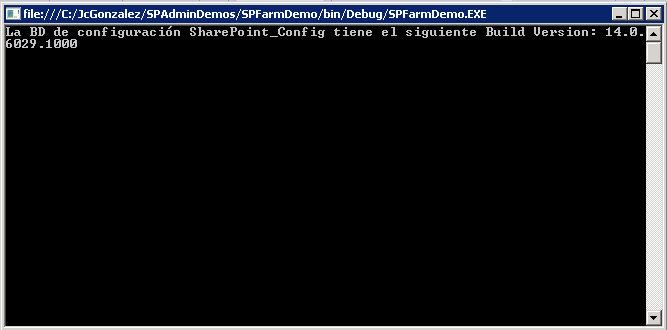 file:///C:/JcGonzalez/SPAdminDemos/SPFarmDemo/bin/Debug/SPFarmDemo.EXE
La BD de configuración SharePoint_Config tiene el siguiente Build Version: 14.0.
6029.1000